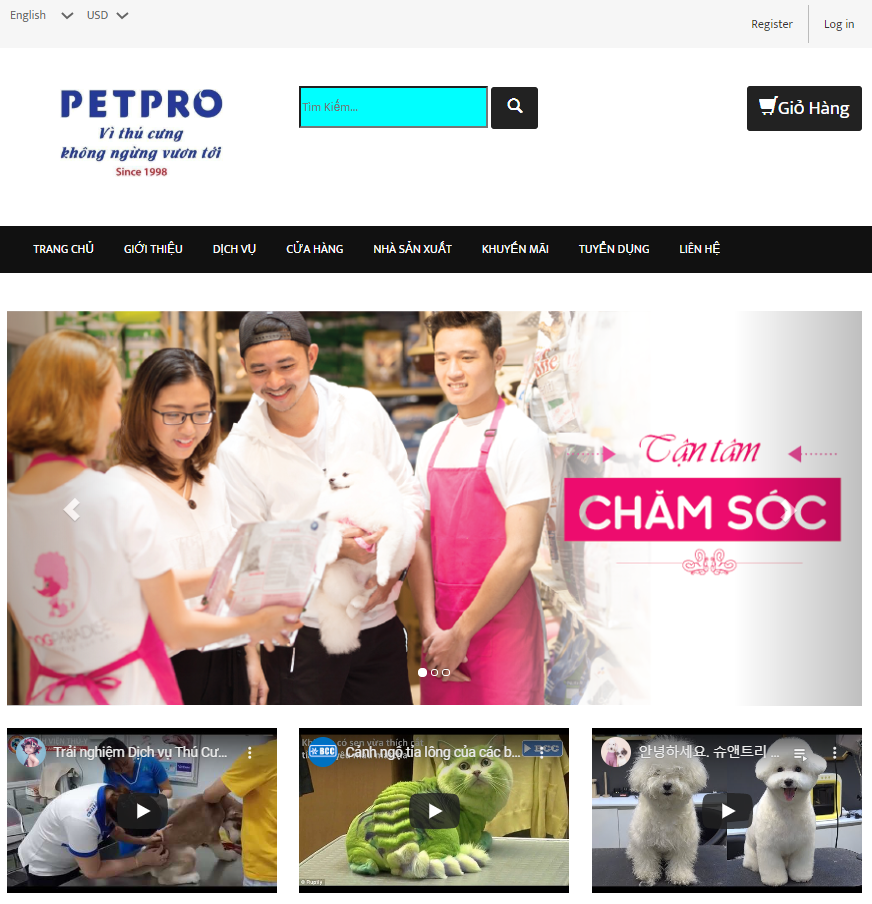 English
USD
Register
Log in
PETPRO
Vì thú cưng
không ngừng vươn tới
Since 1998
Tìm Kiếm...
Giỏ Hàng
TRANG CHỦ
GIỚI THIỆU
DỊCH VỤ
CỬA HÀNG
NHÀ SẢN XUẤT
KHUYẾN MÃI
TUYỂN DỤNG
LIÊN HỆ
Tận tâm
CHĂM SÓC
Trải nghiệm Dịch vụ Thú Cư...
BCC
Cảnh ngộ tỉa lông của các b...
BCC
안녕하세요. 슈앤트리 ...